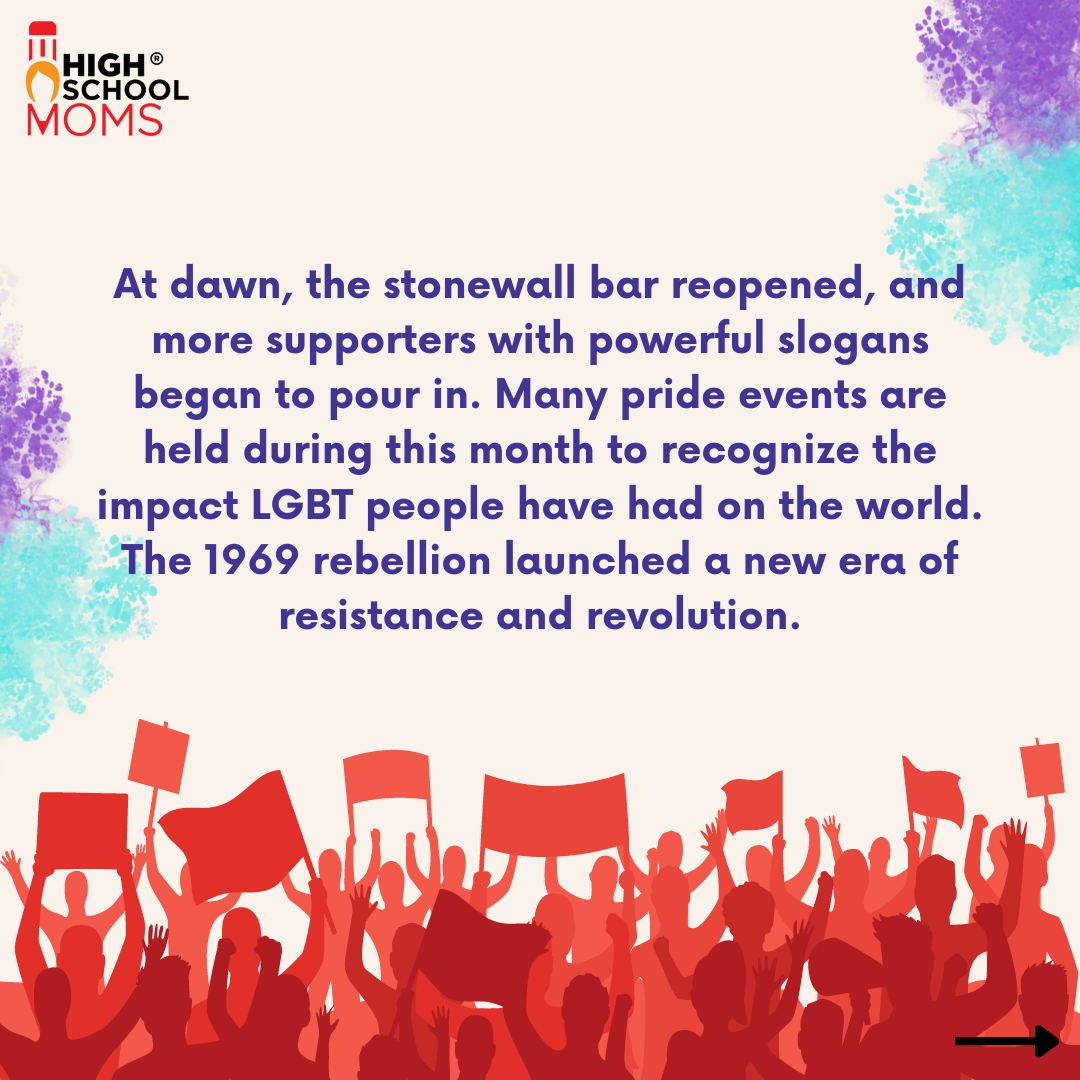 HIGH®
SCHOOL
MOMS
At dawn, the stonewall bar reopened, and
more supporters with powerful slogans
began to pour in. Many pride events are
held during this month to recognize the
impact LGBT people have had on the world.
The 1969 rebellion launched a new era of
resistance and revolution.